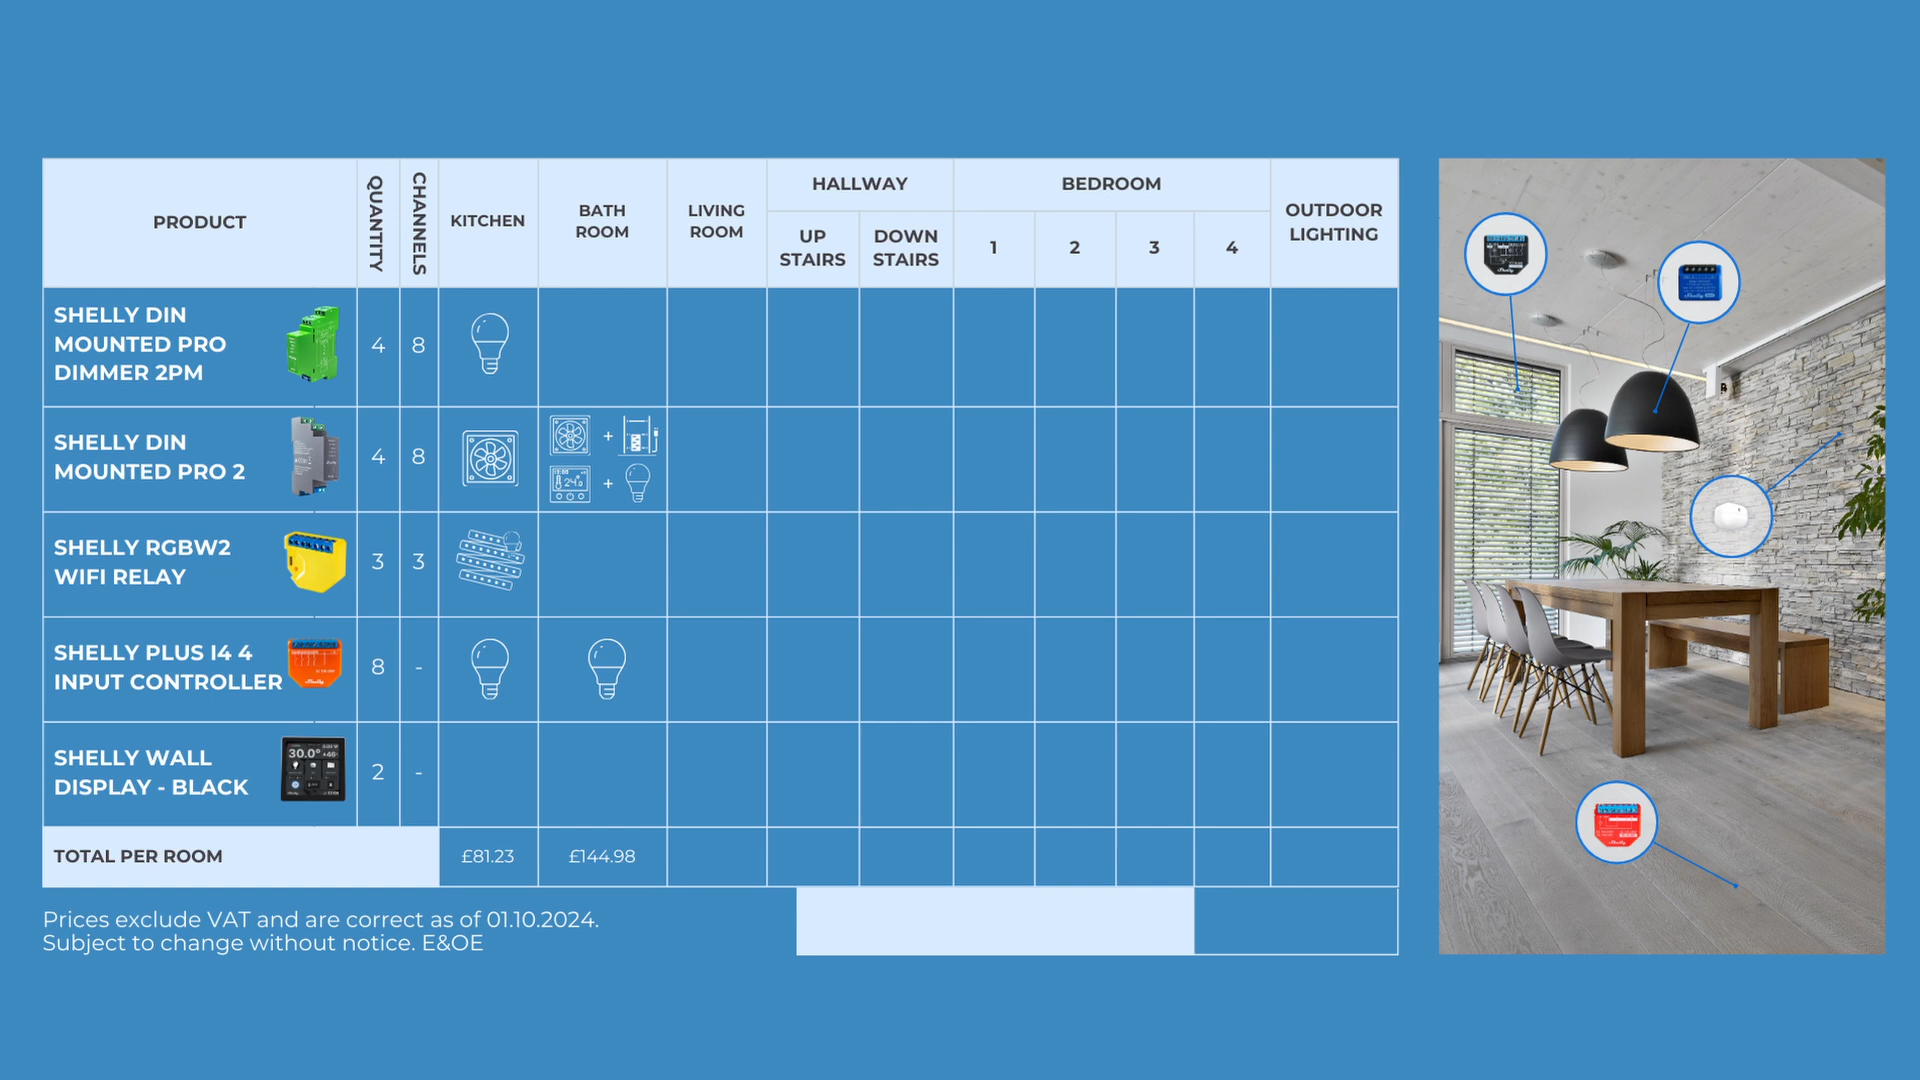 PRODUCT
QUANTITY
CHANNELS
KITCHEN
BATH
ROOM
LIVING
ROOM
HALLWAY
UP
STAIRS
DOWN
STAIRS
BEDROOM
1
2
3
4
OUTDOOR
LIGHTING
SHELLY DIN
MOUNTED PRO
DIMMER 2PM
4
8
SHELLY DIN
MOUNTED PRO 2
4
8
+
+
SHELLY RGBW2
WIFI RELAY
3
3
SHELLY PLUS I4 4
INPUT CONTROLLER
8
-
SHELLY WALL
DISPLAY - BLACK
30.0°
2
-
TOTAL PER ROOM
£81.23
£144.98
Prices exclude VAT and are correct as of 01.10.2024.
Subject to change without notice. E&OE